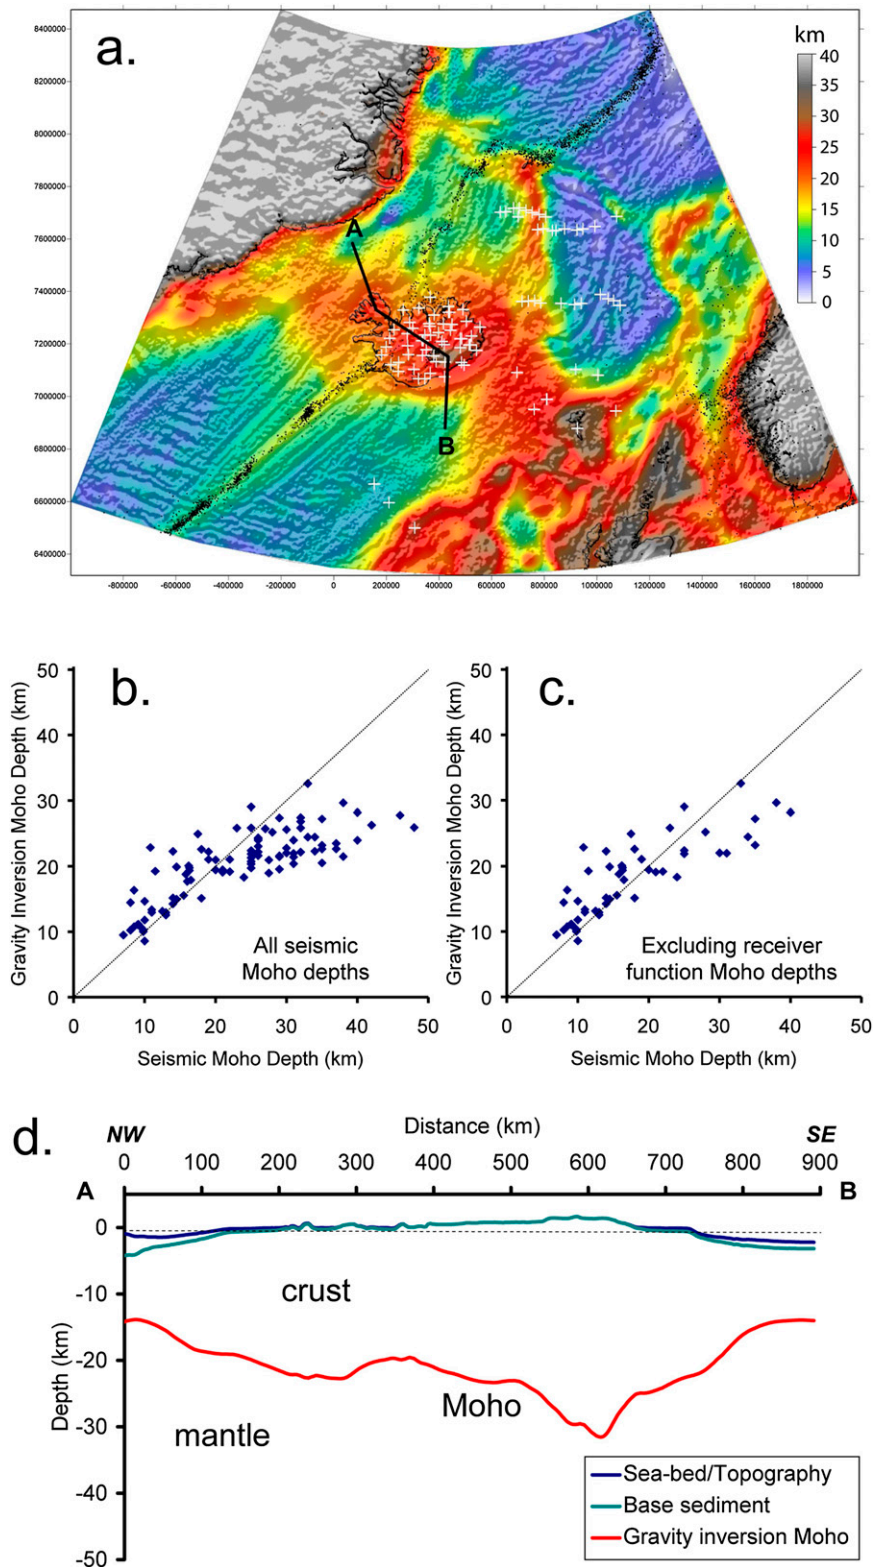 a.
km
40
35
30
25
20
15
10
5
0
8400000
8200000
8000000
7800000
7600000
7400000
7200000
7000000
6800000
6600000
6400000
A
B
-800000 -600000 -400000 -200000 0 200000 400000 600000 800000 1000000 1200000 1400000 1600000 1800000
b.
Gravity Inversion Moho Depth (km)
50
40
30
20
10
0
All seismic
Moho depths
0 10 20 30 40 50
Seismic Moho Depth (km)
c.
Gravity Inversion Moho Depth (km)
50
40
30
20
10
0
Excluding receiver
function Moho depths
0 10 20 30 40 50
Seismic Moho Depth (km)
d.
NW Distance (km) SE
0 100 200 300 400 500 600 700 800 900
A B
Depth (km)
0
-10
-20
-30
-40
-50
crust
Moho
mantle
Sea-bed/Topography
Base sediment
Gravity inversion Moho